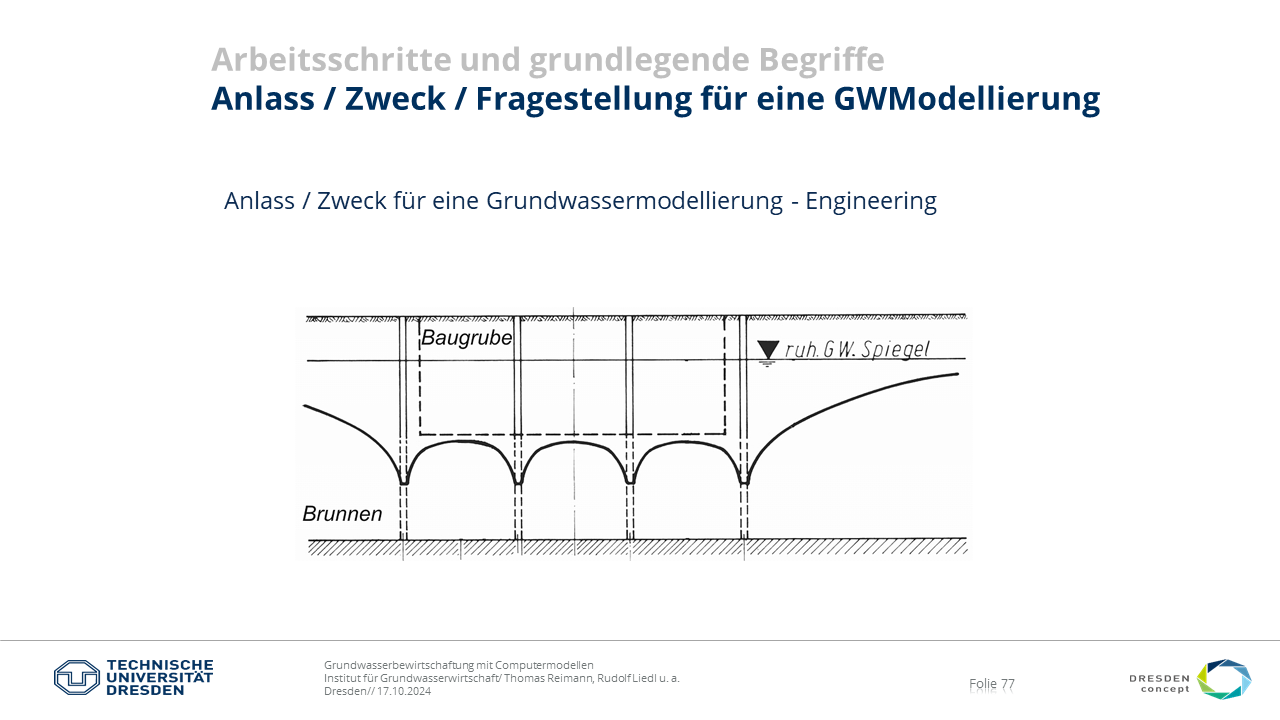 Arbeitsschritte und grundlegende Begriffe
Anlass / Zweck / Fragestellung für eine GWModellierung
Anlass / Zweck für eine Grundwassermodellierung - Engineering
Baugrube
ruh. G W. Spiegel
Brunnen
TECHNISCHE
UNIVERSITÄT
DRESDEN
Grundwasserbewirtschaftung mit Computermodellen
Institut für Grundwasserwirtschaft/ Thomas Reimann, Rudolf Liedl u. a.
Dresden// 17.10.2024
Folie 77
DRESDEN
concept